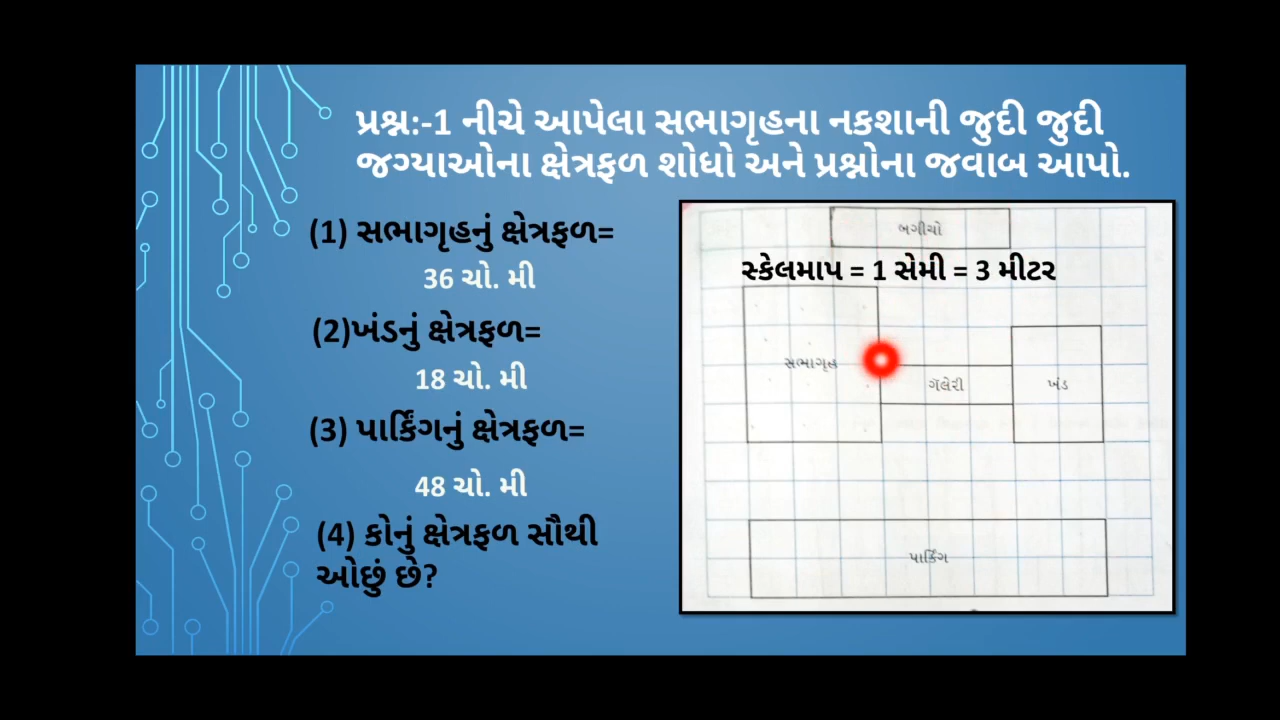 પ્રશ્ન:-1 નીચે આપેલા સભાગૃહના નકશાની જુદી જુદી
જગ્યાઓના ક્ષેત્રફળ શોધો અને પ્રશ્નોના જવાબ આપો.
(1) સભાગૃહનું ક્ષેત્રફળ=
36 ચો. મી
(2)ખંડનું ક્ષેત્રફળ=
18 ચો. મી
(3) પાર્કિંગનું ક્ષેત્રફળ=
48 ચો. મી
(4) કોનું ક્ષેત્રફળ સૌથી
ઓછું છે?
બગીચો
સ્કેલમાપ = 1 સેમી = 3 મીટર
સભાગૃહ
ગૅલેરી
ખંડ
પાર્કિંગ